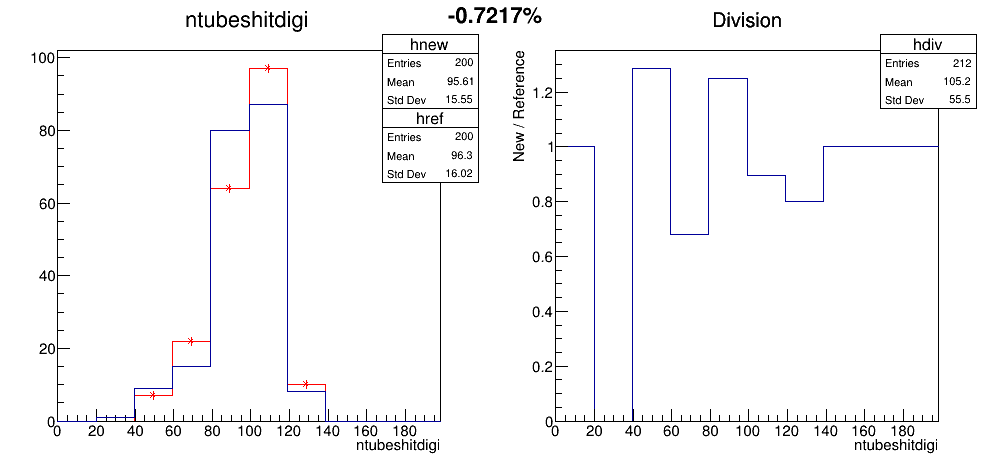 -0.7217%
ntubeshitdigi
hnew
Entries 200
Mean 95.61
Std Dev 15.55
href
Entries 200
Mean 96.3
Std Dev 16.02
100
80
60
40
20
0
0 20 40 60 80 100 120 140 160 180
ntubeshitdigi
Division
hdiv
Entries 212
Mean 105.2
Std Dev 55.5
New / Reference
1.2
1
0.8
0.6
0.4
0.2
0
0 20 40 60 80 100 120 140 160 180
ntubeshitdigi